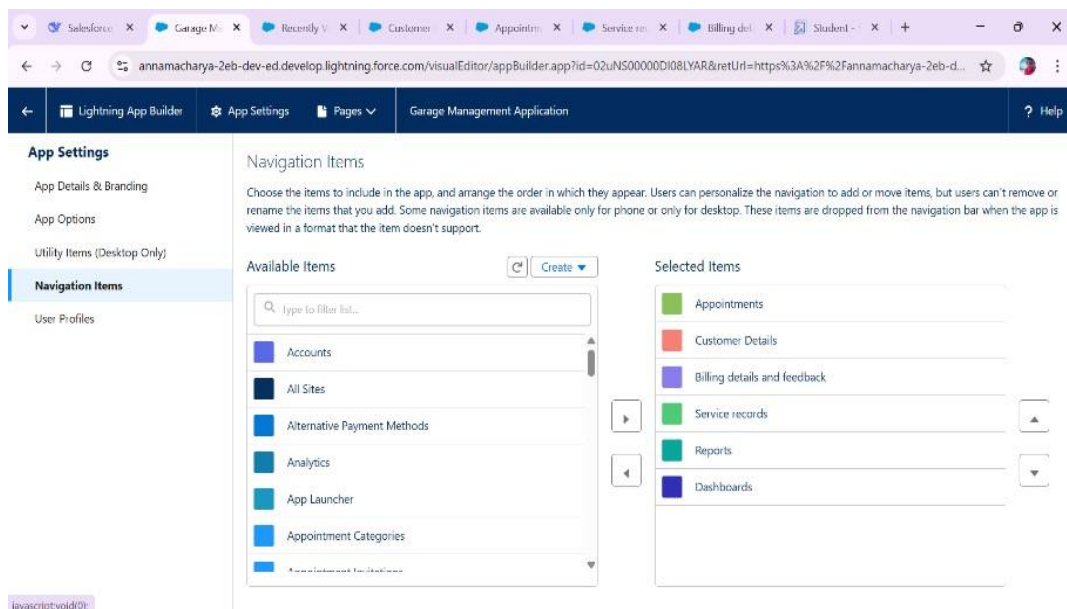 Salesforce
Garage M
Recently V
Customer
Appointm
Service re
Billing det
Student -
annamacharya-2eb-dev-ed.develop.lightning.force.com/visualEditor/appBuilder.app?id=02uNS00000DI08LYAR&retUrl=https%3A%2F%2Fannamacharya-2eb-d...
Lightning App Builder
App Settings
Pages
Garage Management Application
? Help
App Settings
App Details & Branding
App Options
Utility Items (Desktop Only)
Navigation Items
User Profiles
Navigation Items
Choose the items to include in the app, and arrange the order in which they appear. Users can personalize the navigation to add or move items, but users can't remove or
rename the items that you add. Some navigation items are available only for phone or only for desktop. These items are dropped from the navigation bar when the app is
viewed in a format that the item doesn't support.
Available Items
Create
Type to filter list...
Accounts
All Sites
Alternative Payment Methods
Analytics
App Launcher
Appointment Categories
Appointment Invitations
Selected Items
Appointments
Customer Details
Billing details and feedback
Service records
Reports
Dashboards
javascript:void(0);